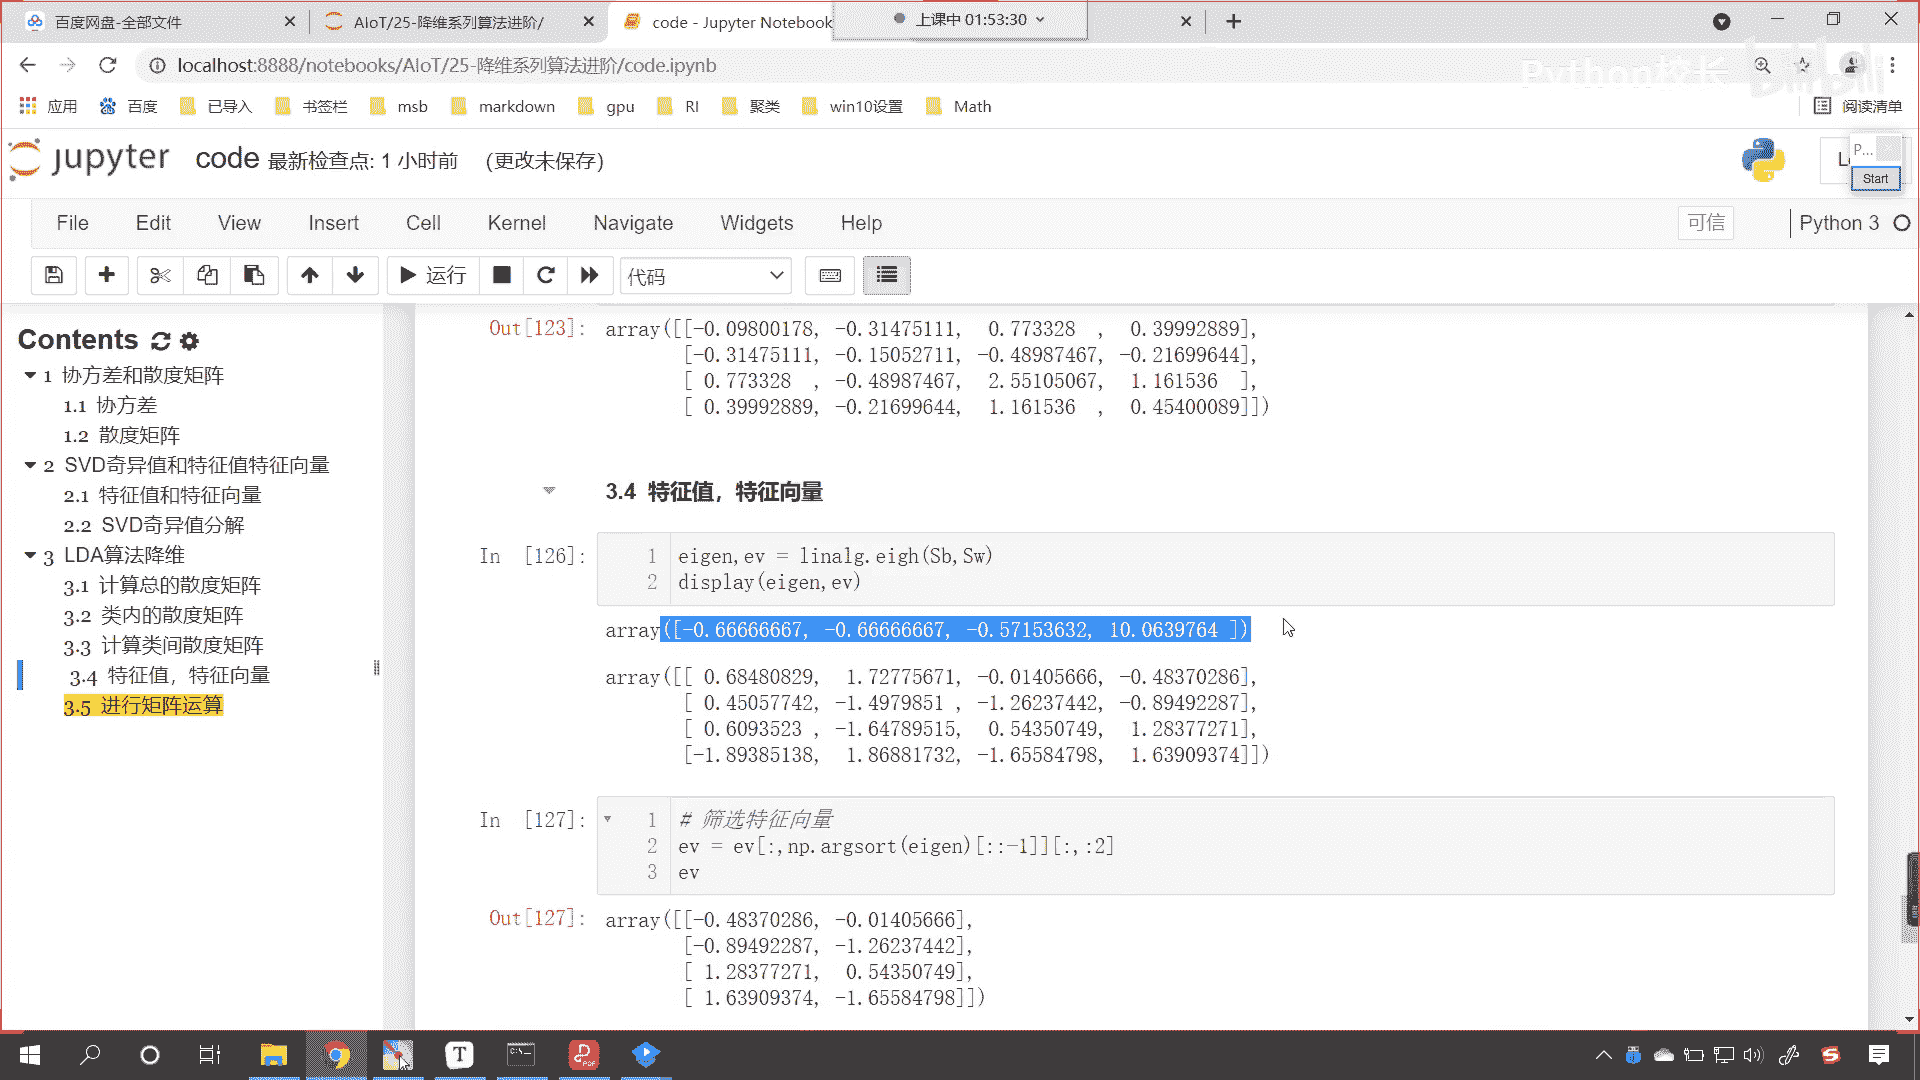 百度网盘-全部文件
AIoT/25-降维系列算法进阶/
code - Jupyter Notebook
上课中 01:53:30
localhost:8888/notebooks/AIoT/25-降维系列算法进阶/code.ipynb
Python校长
bilibili
应用
百度
已导入
书签栏
msb
markdown
gpu
RI
聚类
win10设置
Math
阅读清单
jupyter
code 最新检查点: 1 小时前 (更改未保存)
P...
Start
File
Edit
View
Insert
Cell
Kernel
Navigate
Widgets
Help
可信
Python 3
运行
代码
Contents
1 协方差和散度矩阵
1.1 协方差
1.2 散度矩阵
2 SVD奇异值和特征值特征向量
2.1 特征值和特征向量
2.2 SVD奇异值分解
3 LDA算法降维
3.1 计算总的散度矩阵
3.2 类内的散度矩阵
3.3 计算类间散度矩阵
3.4 特征值，特征向量
3.5 进行矩阵运算
Out[123]: array([[-0.09800178, -0.31475111,  0.773328  ,  0.39992889],
[-0.31475111, -0.15052711, -0.48987467, -0.21699644],
[ 0.773328  , -0.48987467,  2.55105067,  1.161536  ],
[ 0.39992889, -0.21699644,  1.161536  ,  0.45400089]])
3.4 特征值，特征向量
In [126]:
1 eigen,ev = linalg.eigh(Sb,Sw)
2 display(eigen,ev)
array([-0.66666667, -0.66666667, -0.57153632, 10.0639764 ])
array([[ 0.68480829,  1.72775671, -0.01405666, -0.48370286],
[ 0.45057742, -1.4979851 , -1.26237442, -0.89492287],
[ 0.6093523 , -1.64789515,  0.54350749,  1.28377271],
[-1.89385138,  1.86881732, -1.65584798,  1.63909374]])
In [127]:
1 # 筛选特征向量
2 ev = ev[:,np.argsort(eigen)[::-1]][:,:2]
3 ev
Out[127]: array([[-0.48370286, -0.01405666],
[-0.89492287, -1.26237442],
[ 1.28377271,  0.54350749],
[ 1.63909374, -1.65584798]])